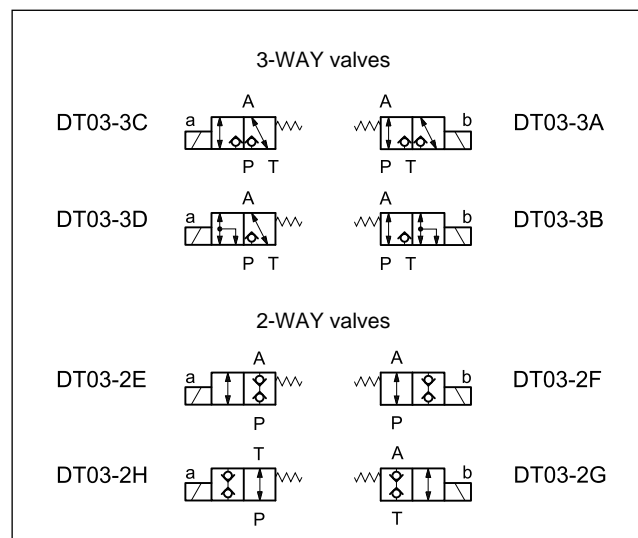 3-WAY valves
A A
DT03-3C a b DT03-3A
P T P T
A A
DT03-3D a b DT03-3B
P T P T
2-WAY valves
A A
DT03-2E a b DT03-2F
P P
T A
DT03-2H a b DT03-2G
P T